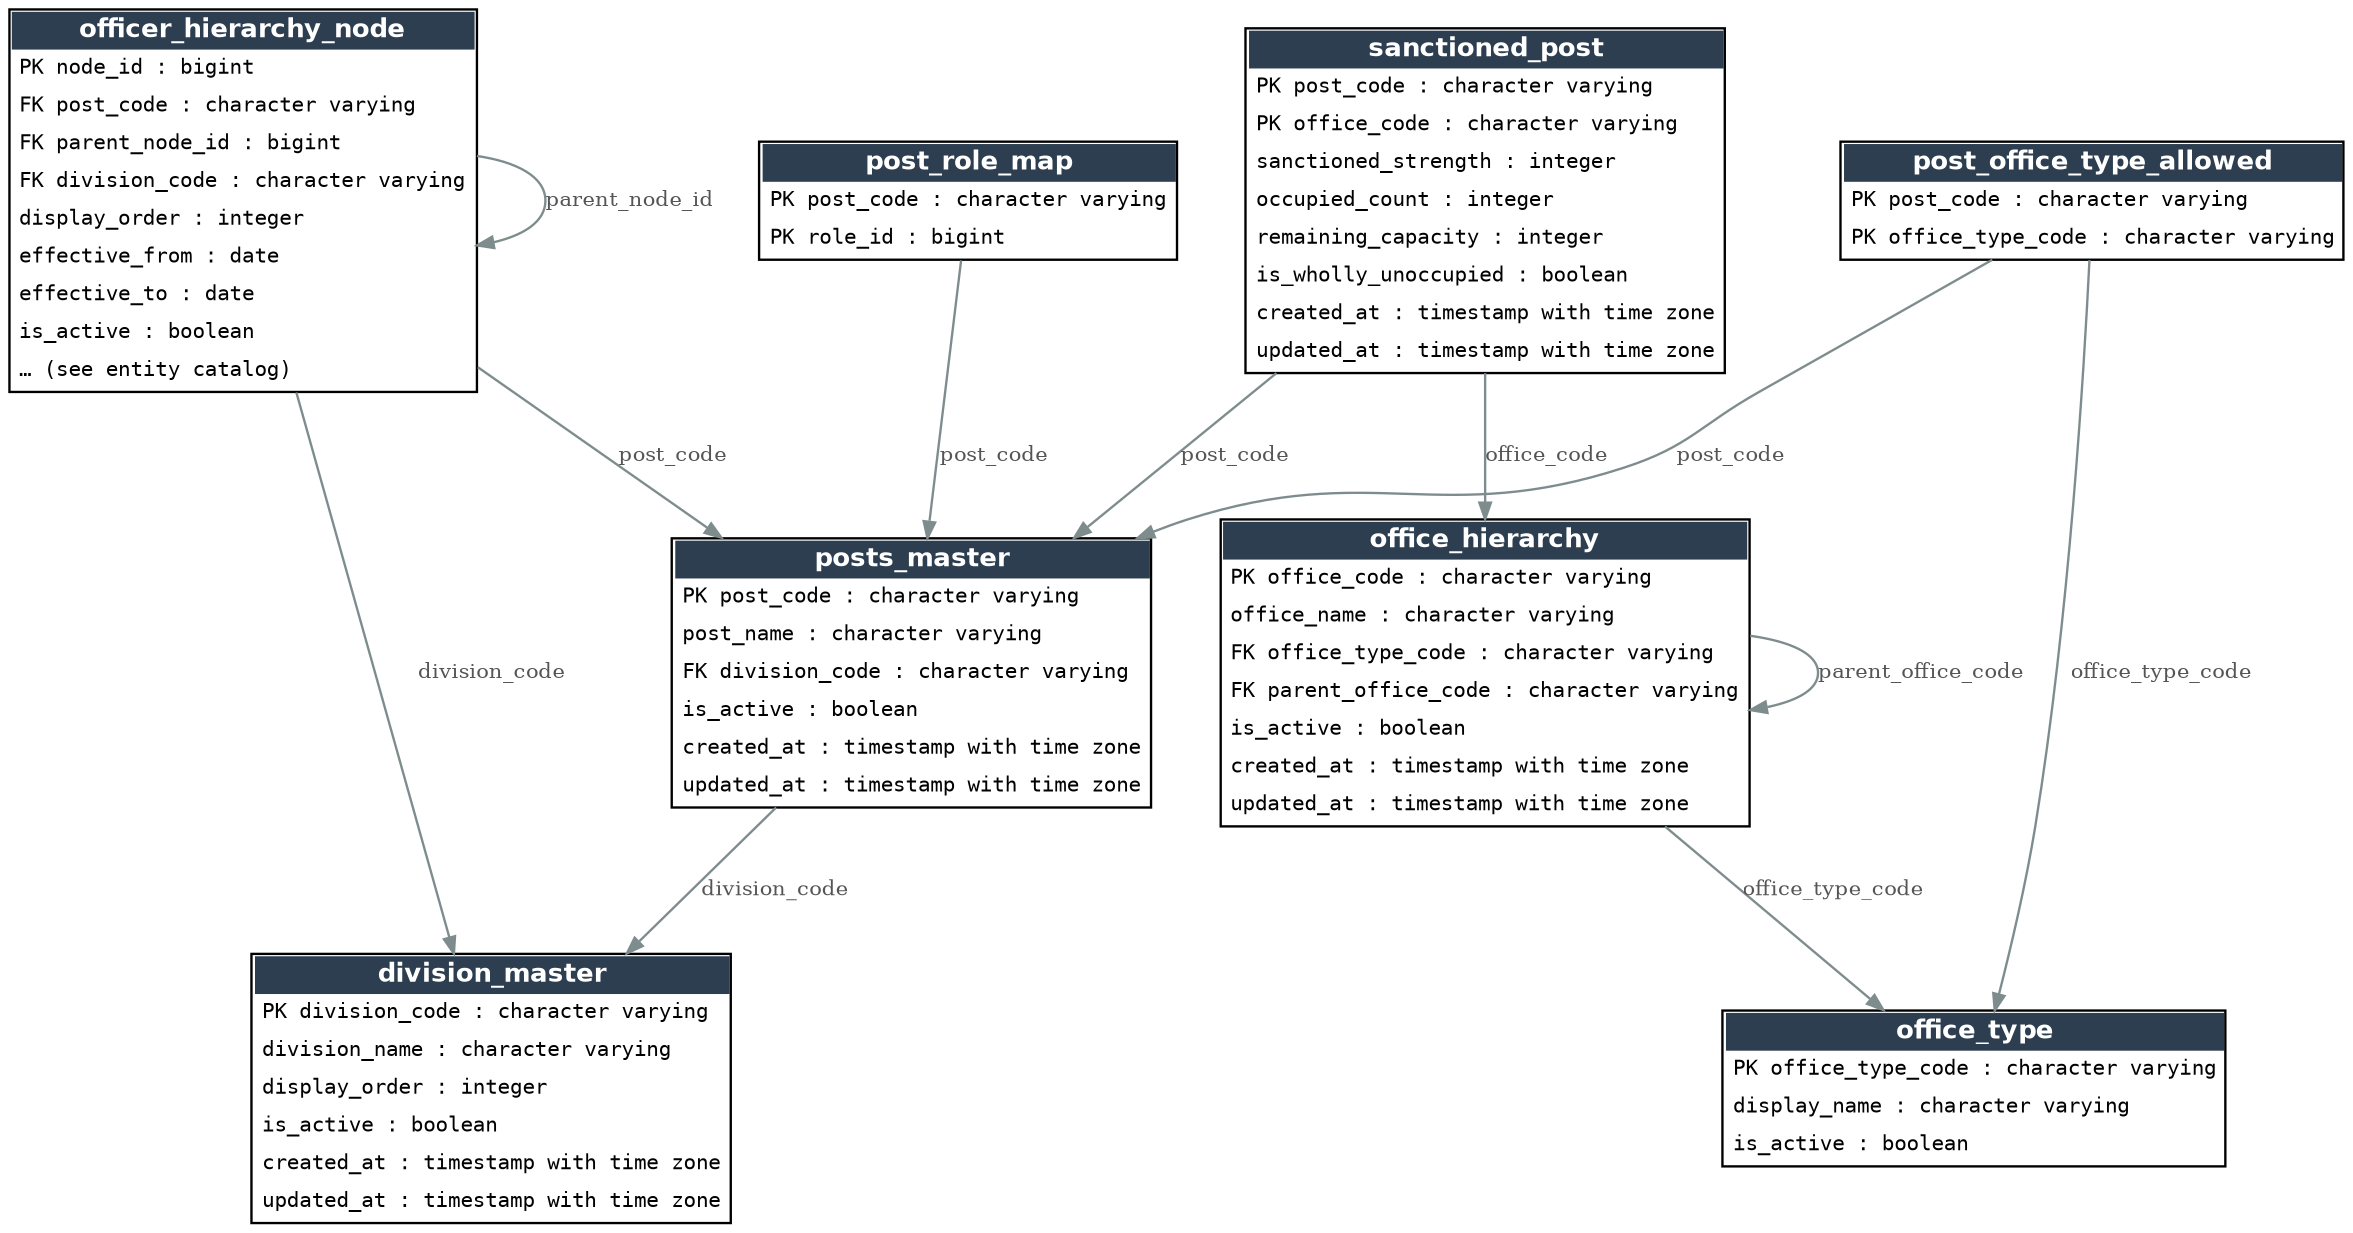 officer_hierarchy_node
PK node_id : bigint
FK post_code : character varying
FK parent_node_id : bigint
FK division_code : character varying
display_order : integer
effective_from : date
effective_to : date
is_active : boolean
… (see entity catalog)
parent_node_id
post_role_map
PK post_code : character varying
PK role_id : bigint
sanctioned_post
PK post_code : character varying
PK office_code : character varying
sanctioned_strength : integer
occupied_count : integer
remaining_capacity : integer
is_wholly_unoccupied : boolean
created_at : timestamp with time zone
updated_at : timestamp with time zone
post_office_type_allowed
PK post_code : character varying
PK office_type_code : character varying
post_code
post_code
post_code
office_code
post_code
posts_master
PK post_code : character varying
post_name : character varying
FK division_code : character varying
is_active : boolean
created_at : timestamp with time zone
updated_at : timestamp with time zone
office_hierarchy
PK office_code : character varying
office_name : character varying
FK office_type_code : character varying
FK parent_office_code : character varying
is_active : boolean
created_at : timestamp with time zone
updated_at : timestamp with time zone
division_code
parent_office_code
office_type_code
division_code
office_type_code
division_master
PK division_code : character varying
division_name : character varying
display_order : integer
is_active : boolean
created_at : timestamp with time zone
updated_at : timestamp with time zone
office_type
PK office_type_code : character varying
display_name : character varying
is_active : boolean